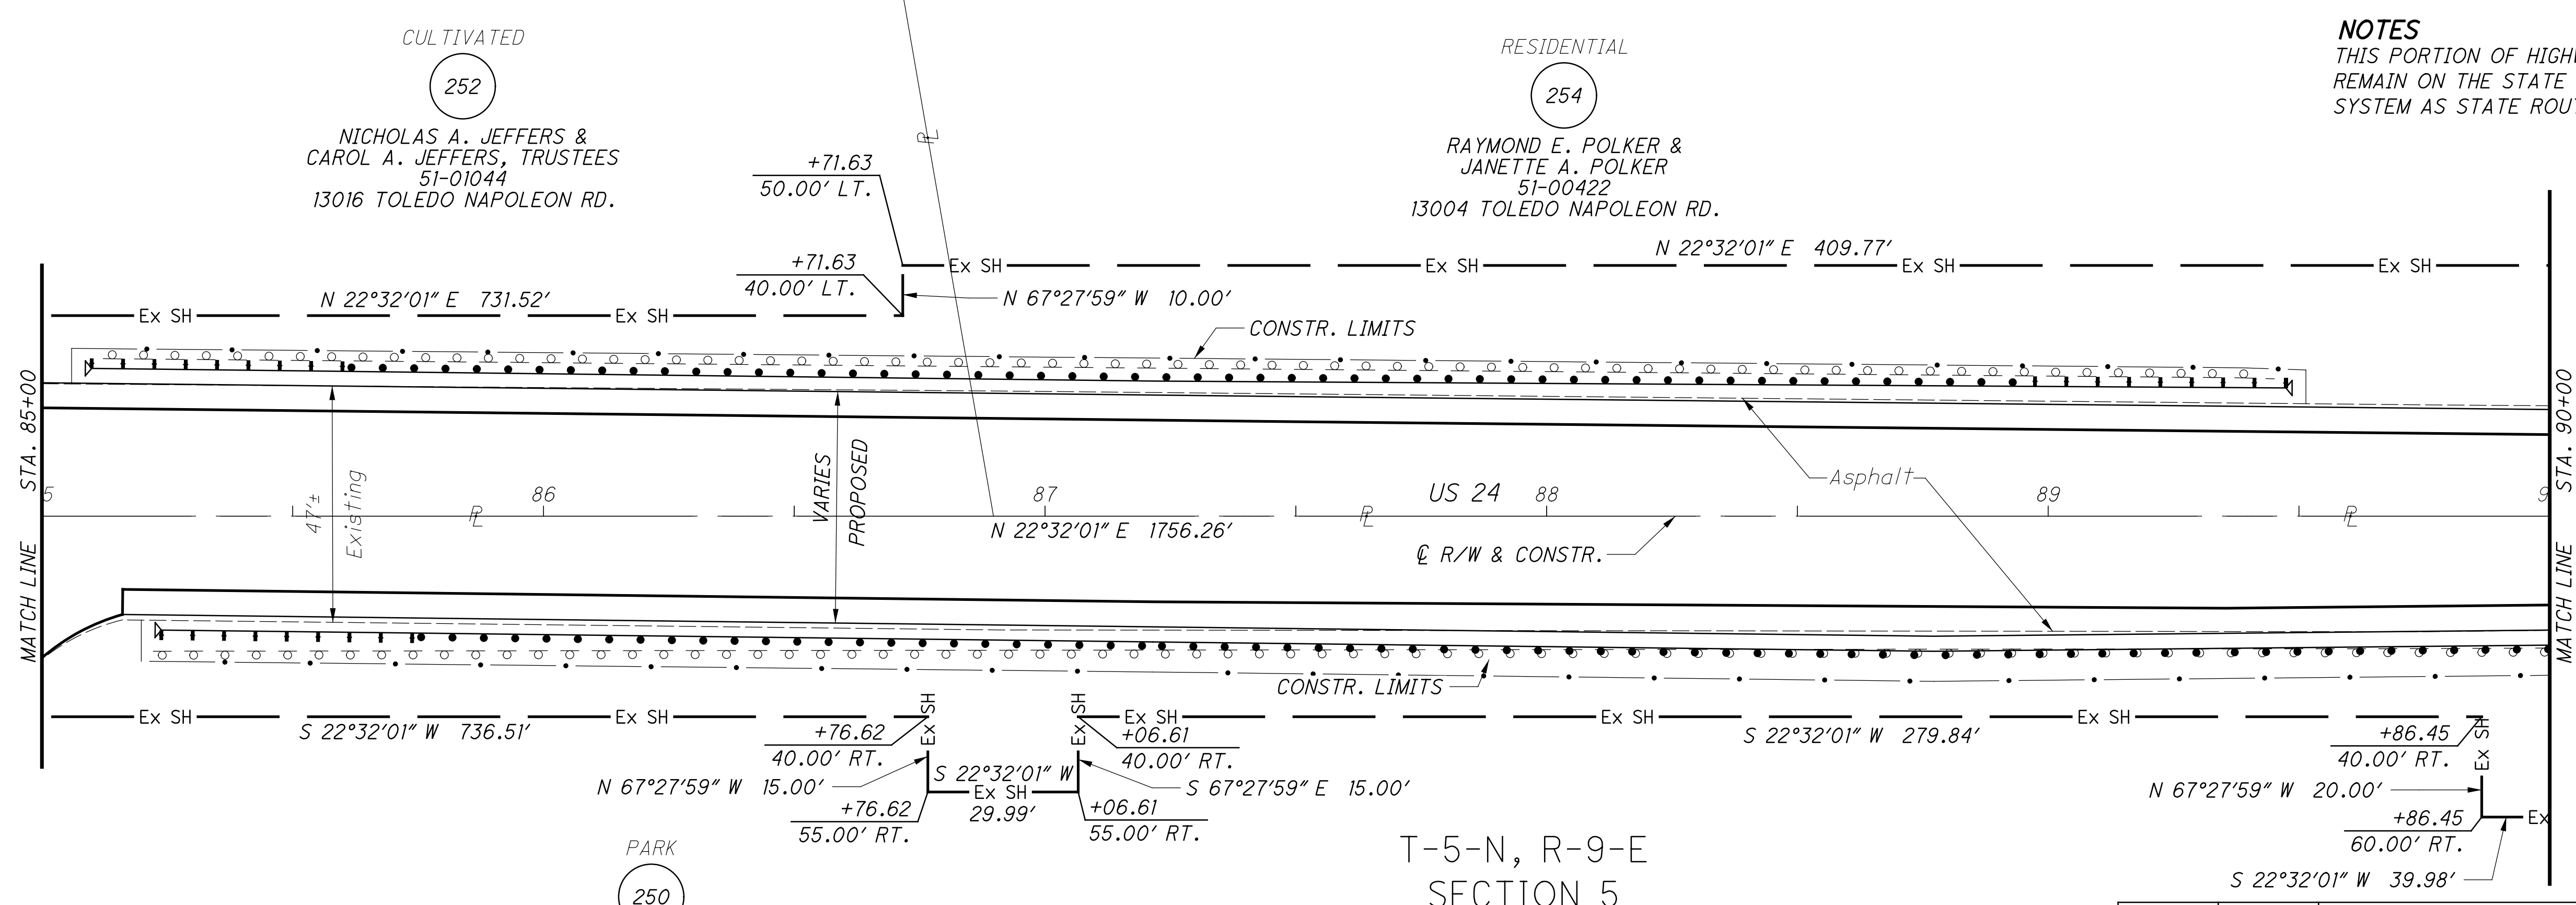 CULTIVATED
252
NICHOLAS A. JEFFERS &
CAROL A. JEFFERS, TRUSTEES
51-01044
13016 TOLEDO NAPOLEON RD.
+71.63
50.00' LT.
PL
RESIDENTIAL
254
RAYMOND E. POLKER &
JANETTE A. POLKER
51-00422
13004 TOLEDO NAPOLEON RD.
NOTES
THIS PORTION OF HIGHW
REMAIN ON THE STATE
SYSTEM AS STATE ROUT
N 22°32'01" E 409.77'
Ex SH
Ex SH
Ex SH
Ex SH
+71.63
40.00' LT.
N 67°27'59" W 10.00'
N 22°32'01" E 731.52'
Ex SH
Ex SH
CONSTR. LIMITS
MATCH LINE STA. 85+00
47'±
Existing
VARIES
PROPOSED
5
86
87
US 24
88
89
9
PL
PL
PL
Asphalt
N 22°32'01" E 1756.26'
℄ R/W & CONSTR.
MATCH LINE STA. 90+00
CONSTR. LIMITS
Ex SH
Ex SH
Ex SH
Ex SH
Ex SH
Ex SH
Ex SH
Ex SH
S 22°32'01" W 736.51'
+76.62
40.00' RT.
+06.61
40.00' RT.
S 22°32'01" W 279.84'
+86.45
40.00' RT.
N 67°27'59" W 15.00'
S 22°32'01" W
Ex SH
29.99'
S 67°27'59" E 15.00'
N 67°27'59" W 20.00'
+76.62
55.00' RT.
+06.61
55.00' RT.
+86.45
60.00' RT.
Ex
S 22°32'01" W 39.98'
PARK
250
T-5-N, R-9-E
SECTION 5